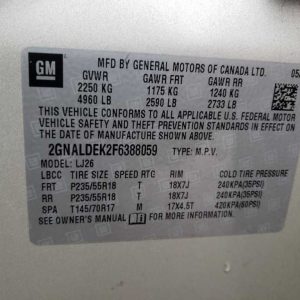 GM
MFD BY GENERAL MOTORS OF CANADA LTD.
05/
GVWR GAWR FRT GAWR RR
2250 KG 1175 KG 1240 KG
4960 LB 2590 LB 2733 LB
THIS VEHICLE CONFORMS TO ALL APPLICABLE U.S. FEDERAL MOTOR
VEHICLE SAFETY AND THEFT PREVENTION STANDARDS IN EFFECT ON THE
DATE OF MANUFACTURE SHOWN ABOVE.
2GNALDEK2F6388059 TYPE: M.P.V.
MODEL: LJ26
LBCC TIRE SIZE SPEED RTG RIM COLD TIRE PRESSURE
FRT P235/55R18 T 18X7J 240KPA(35PSI)
RR P235/55R18 T 18X7J 240KPA(35PSI)
SPA T145/70R17 M 17X4.5T 420KPA(60PSI)
SEE OWNER'S MANUAL FOR ADDITIONAL INFORMATION.